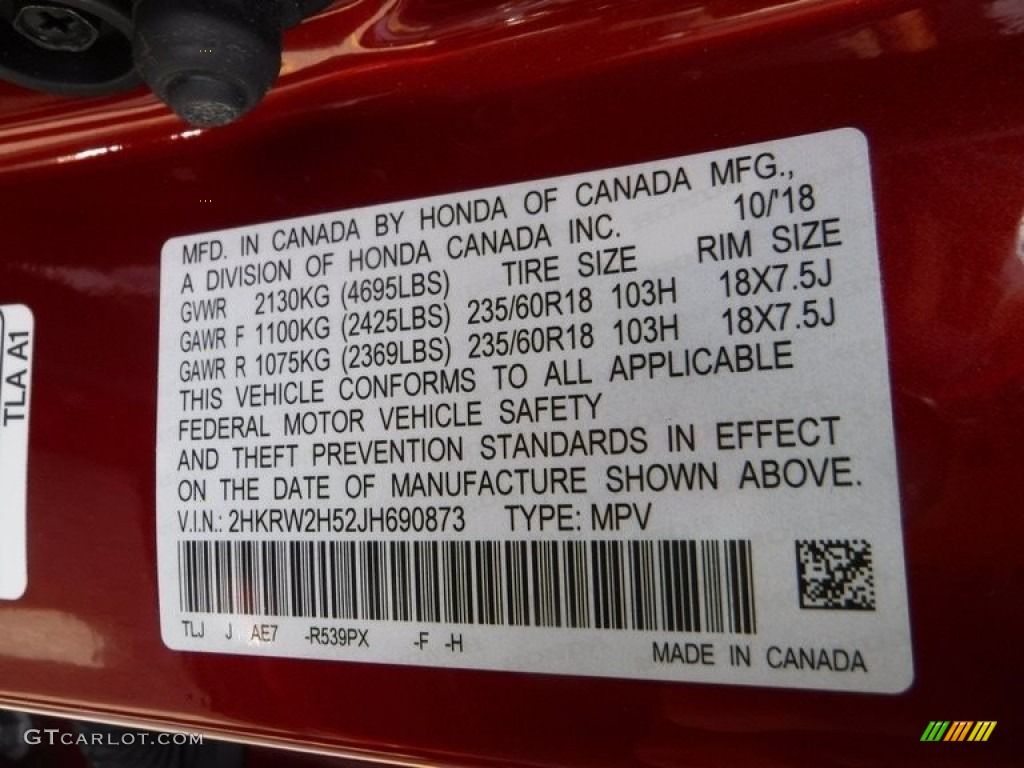 MFD. IN CANADA BY HONDA OF CANADA MFG.,
A DIVISION OF HONDA CANADA INC. 10/'18
GVWR 2130KG (4695LBS) TIRE SIZE RIM SIZE
GAWR F 1100KG (2425LBS) 235/60R18 103H 18X7.5J
GAWR R 1075KG (2369LBS) 235/60R18 103H 18X7.5J
THIS VEHICLE CONFORMS TO ALL APPLICABLE
FEDERAL MOTOR VEHICLE SAFETY
AND THEFT PREVENTION STANDARDS IN EFFECT
ON THE DATE OF MANUFACTURE SHOWN ABOVE.
V.I.N.: 2HKRW2H52JH690873 TYPE: MPV
TLJ J AE7 -R539PX -F -H
MADE IN CANADA
TLA A1
GTCARLOT.COM